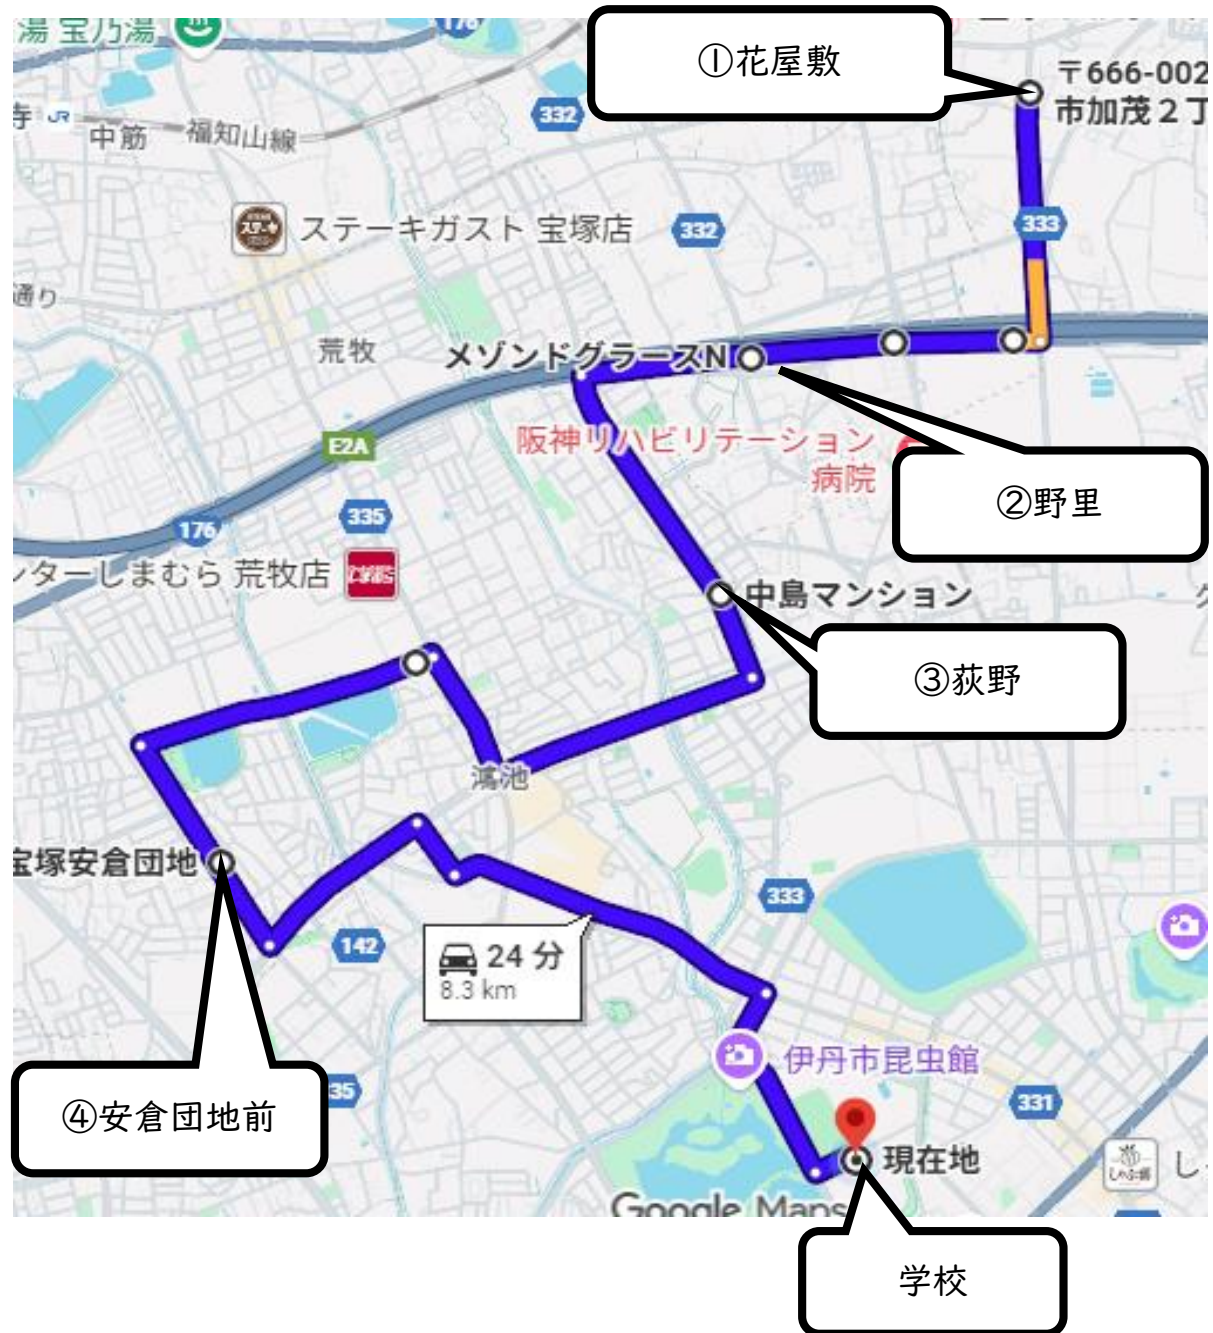 湯 宝乃湯
176
①花屋敷
〒666-002
市加茂2丁
332
寺 JR
中筋
福知山線
ステーキガスト 宝塚店
332
333
通り
荒牧
メゾンドグラースN
E2A
阪神リハビリテーション
病院
②野里
335
176
ンターしまむら 荒牧店
中島マンション
③荻野
鴻池
宝塚安倉団地
333
142
24 分
8.3 km
伊丹市昆虫館
④安倉団地前
35
331
現在地
し
Google Maps
学校